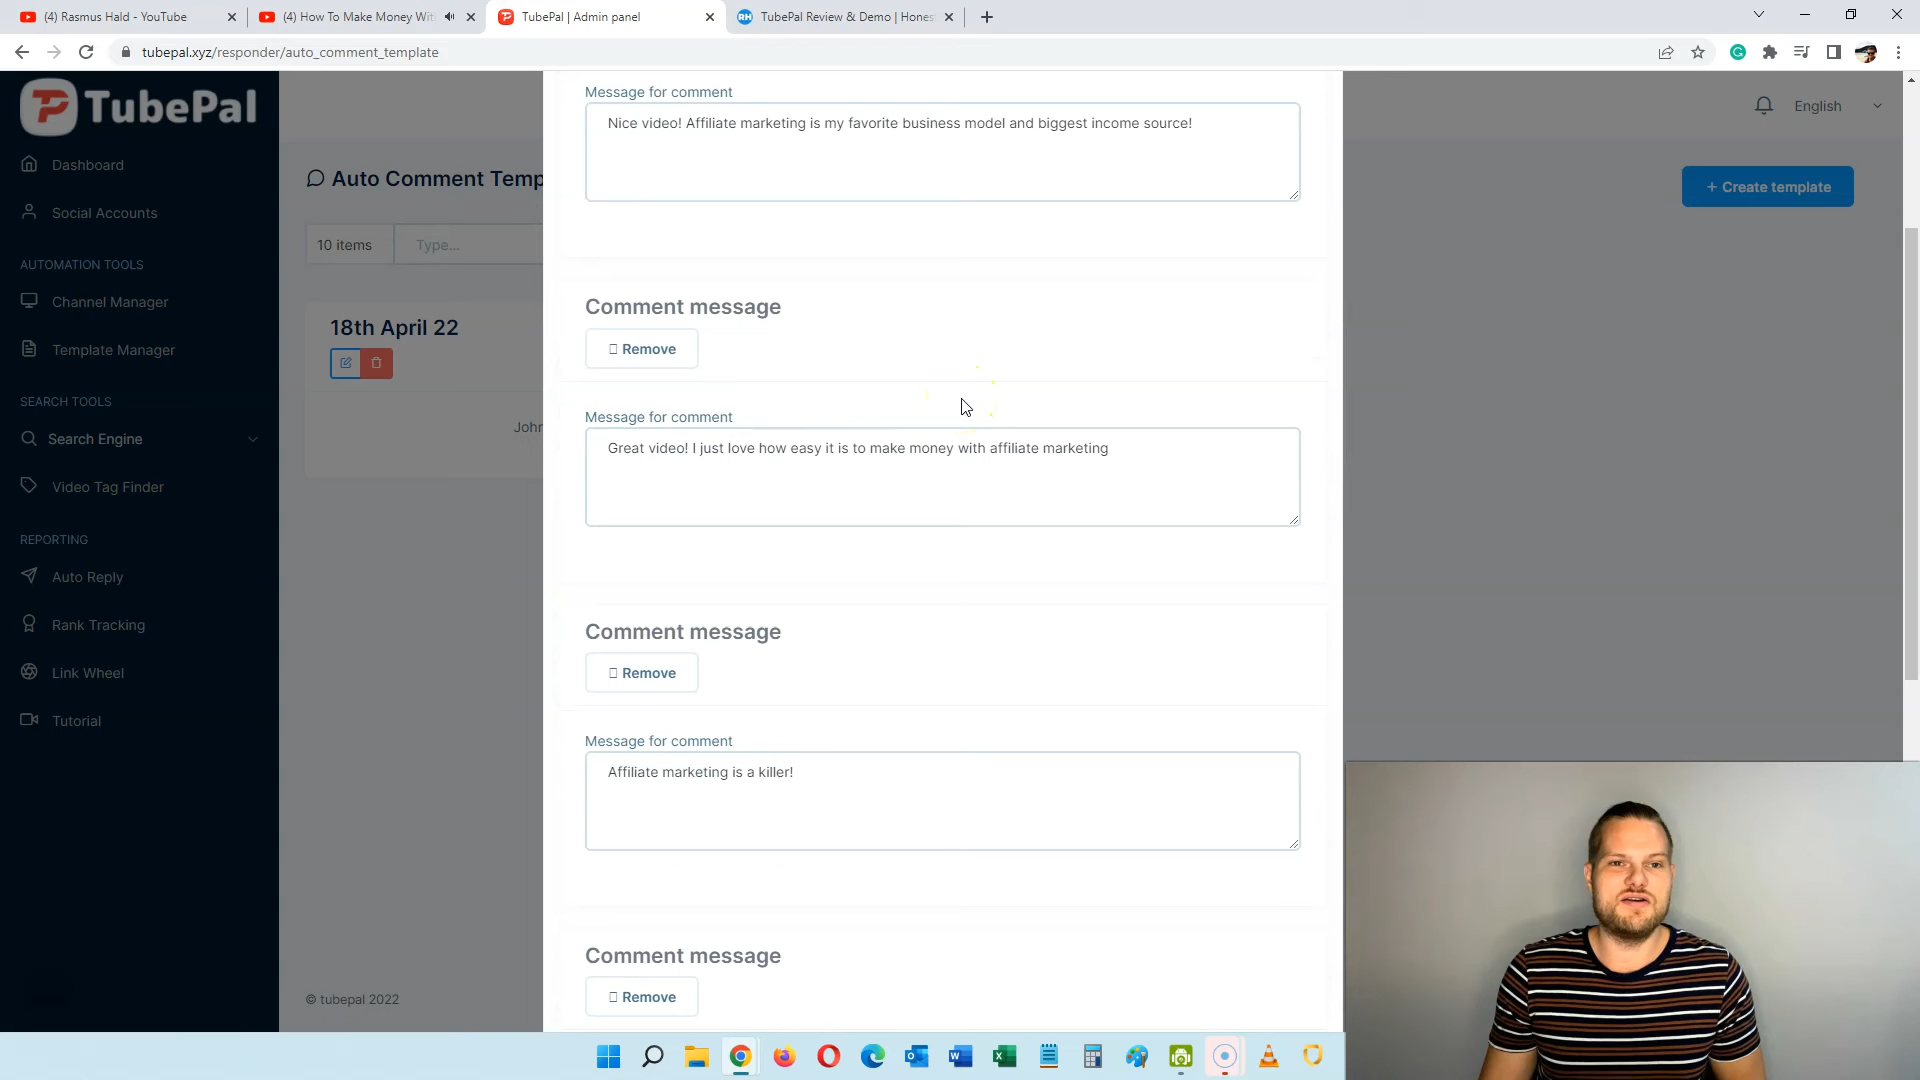 (4) Rasmus Hald - YouTube
(4) How To Make Money Wit
TubePal | Admin panel
RH
TubePal Review & Demo | Hones
tubepal.xyz/responder/auto_comment_template
TubePal
Dashboard
Social Accounts
AUTOMATION TOOLS
Channel Manager
Template Manager
SEARCH TOOLS
Search Engine
Video Tag Finder
REPORTING
Auto Reply
Rank Tracking
Link Wheel
Tutorial
English
Auto Comment Temp
+ Create template
10 items
Type...
18th April 22
John
© tubepal 2022
Message for comment
Nice video! Affiliate marketing is my favorite business model and biggest income source!
Comment message
Remove
Message for comment
Great video! I just love how easy it is to make money with affiliate marketing
Comment message
Remove
Message for comment
Affiliate marketing is a killer!
Comment message
Remove